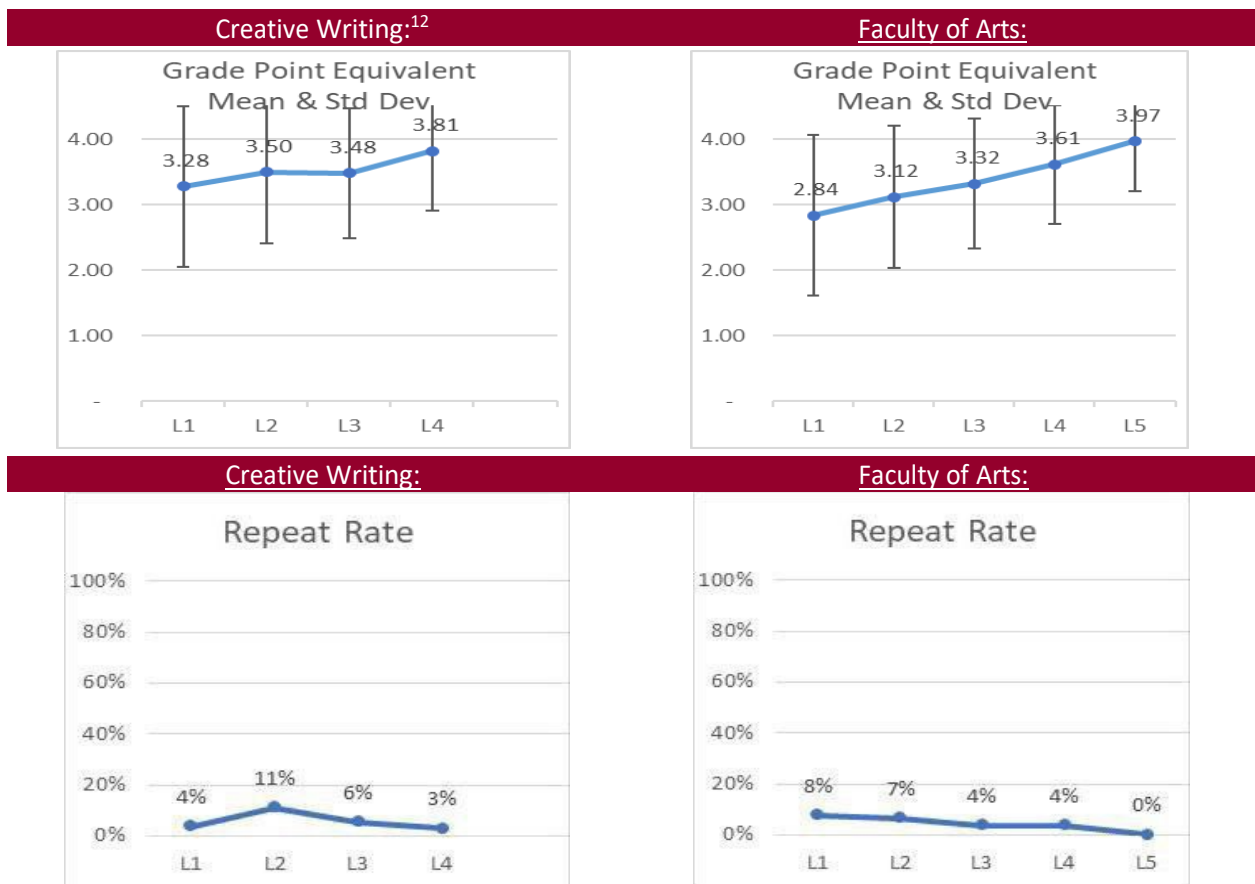 Creative Writing:12
Faculty of Arts:
Grade Point Equivalent
Mean & Std Dev
4.00
3.00
2.00
1.00
-
3.28
3.50
3.48
3.81
L1
L2
L3
L4
Grade Point Equivalent
Mean & Std Dev
4.00
3.00
2.00
1.00
-
2.84
3.12
3.32
3.61
3.97
L1
L2
L3
L4
L5
Creative Writing:
Faculty of Arts:
Repeat Rate
100%
80%
60%
40%
20%
0%
4%
11%
6%
3%
L1
L2
L3
L4
Repeat Rate
100%
80%
60%
40%
20%
0%
8%
7%
4%
4%
0%
L1
L2
L3
L4
L5